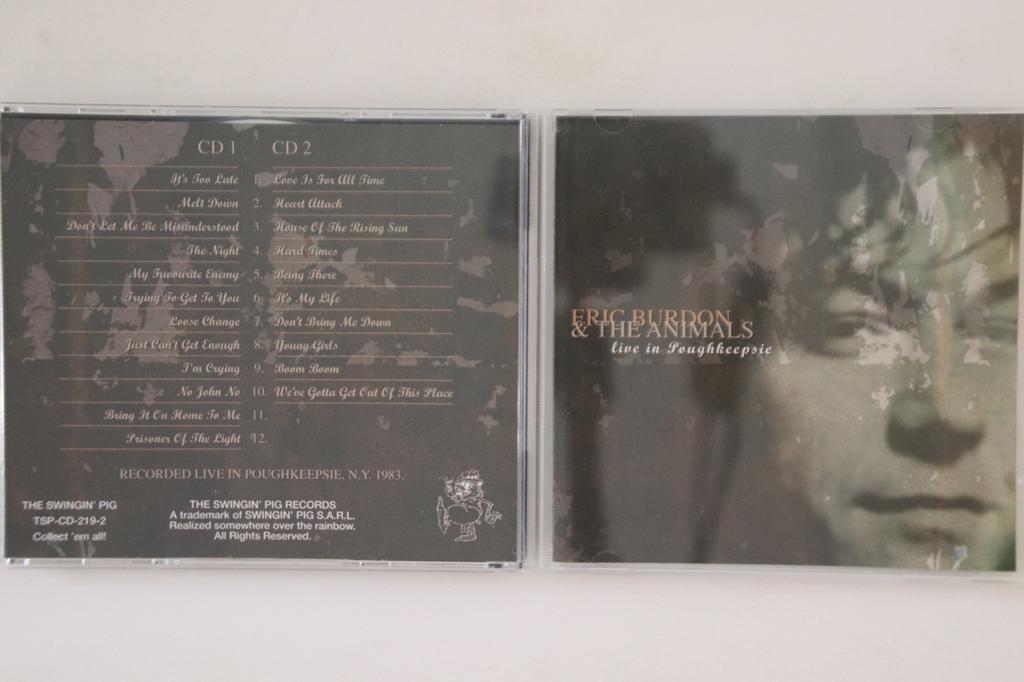 CD 1 CD 2
It's Too Late 1. Love Is For All Time
Melt Down 2. Heart Attack
Don't Let Me Be Misunderstood 3. House Of The Rising Sun
The Night 4. Hard Times
My Favourite Enemy 5. Being There
Trying To Get To You 6. It's My Life
Loose Change 7. Don't Bring Me Down
Just Can't Get Enough 8. Young Girls
I'm Crying 9. Boom Boom
No John No 10. We've Gotta Get Out Of This Place
Bring It On Home To Me 11.
Prisoner Of The Light 12.
RECORDED LIVE IN POUGHKEEPSIE, N.Y. 1983.
THE SWINGIN' PIG
TSP-CD-219-2
Collect 'em all!
THE SWINGIN' PIG RECORDS
A trademark of SWINGIN' PIG S.A.R.L.
Realized somewhere over the rainbow.
All Rights Reserved.
ERIC BURDON
& THE ANIMALS
live in Poughkeepsie